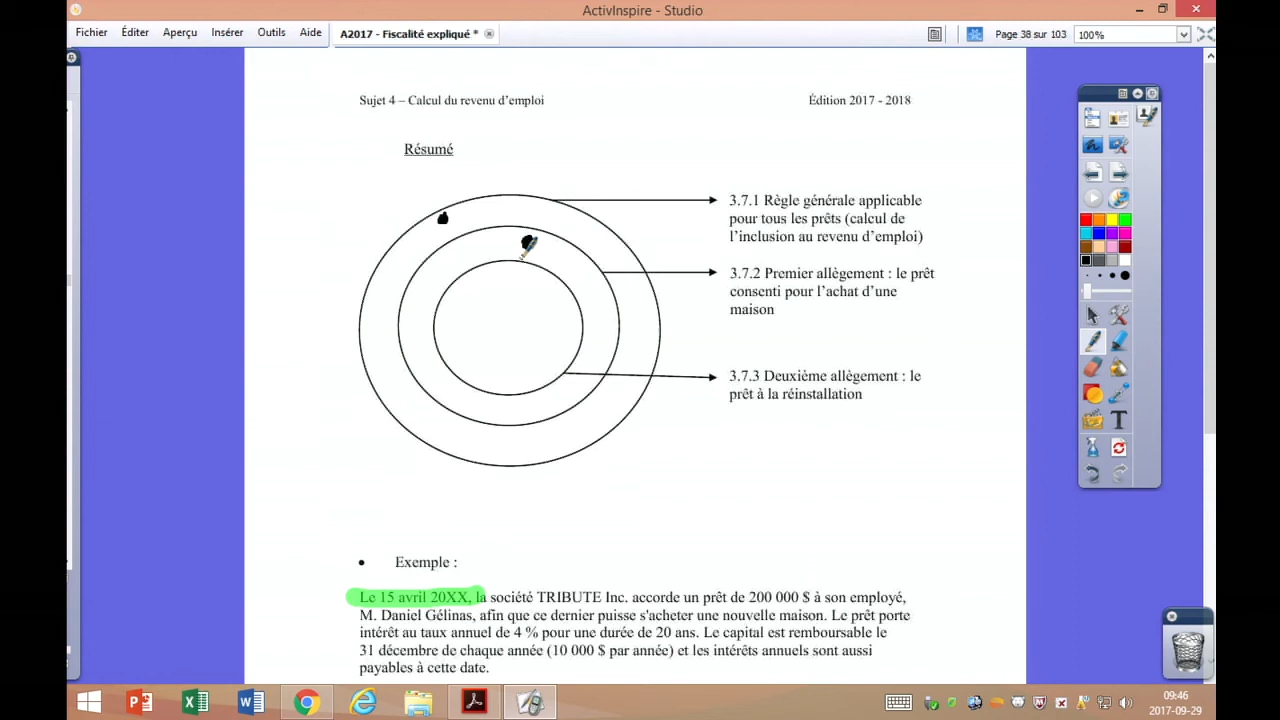 ActivInspire - Studio
Fichier Éditer Aperçu Insérer Outils Aide
A2017 - Fiscalité expliqué *
Page 38 sur 103
100%
Sujet 4 – Calcul du revenu d’emploi
Édition 2017 - 2018
Résumé
3.7.1 Règle générale applicable
pour tous les prêts (calcul de
l’inclusion au revenu d’emploi)
3.7.2 Premier allègement : le prêt
consenti pour l’achat d’une
maison
3.7.3 Deuxième allègement : le
prêt à la réinstallation
• Exemple :
Le 15 avril 20XX, la société TRIBUTE Inc. accorde un prêt de 200 000 $ à son employé,
M. Daniel Gélinas, afin que ce dernier puisse s'acheter une nouvelle maison. Le prêt porte
intérêt au taux annuel de 4 % pour une durée de 20 ans. Le capital est remboursable le
31 décembre de chaque année (10 000 $ par année) et les intérêts annuels sont aussi
payables à cette date.
09:46
2017-09-29